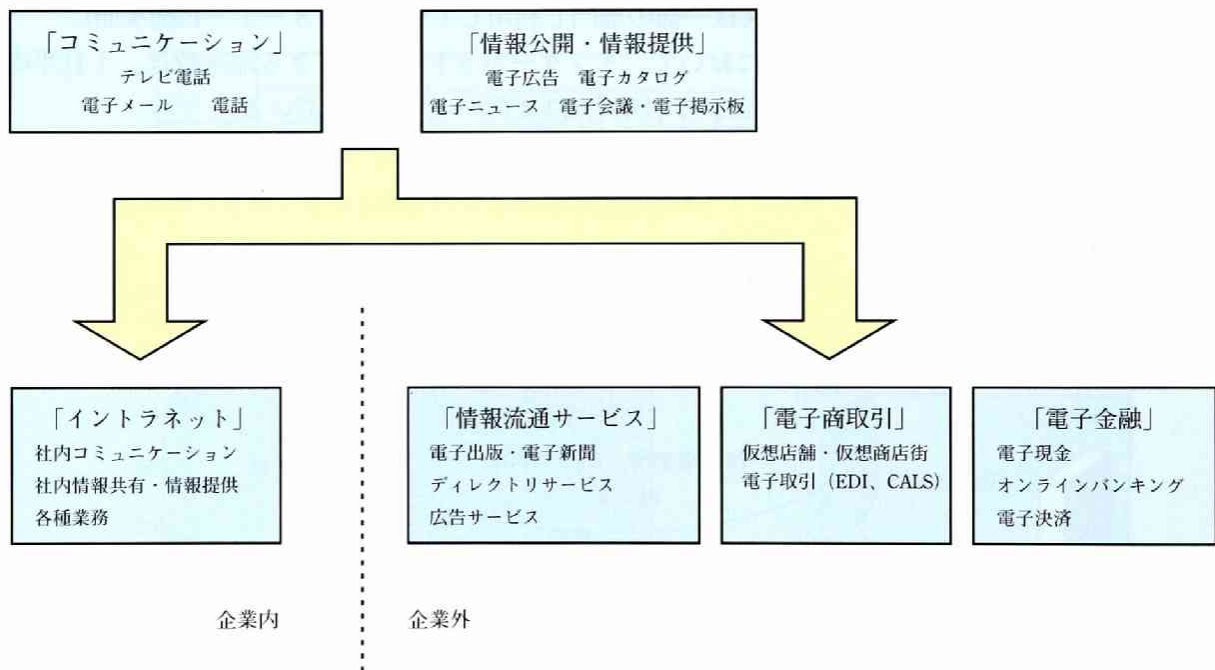 「コミュニケーション」
テレビ電話
電子メール　電話
「情報公開・情報提供」
電子広告　電子カタログ
電子ニュース　電子会議・電子掲示板
「イントラネット」
社内コミュニケーション
社内情報共有・情報提供
各種業務
「情報流通サービス」
電子出版・電子新聞
ディレクトリサービス
広告サービス
「電子商取引」
仮想店舗・仮想商店街
電子取引（EDI、CALS）
「電子金融」
電子現金
オンラインバンキング
電子決済
企業内
企業外